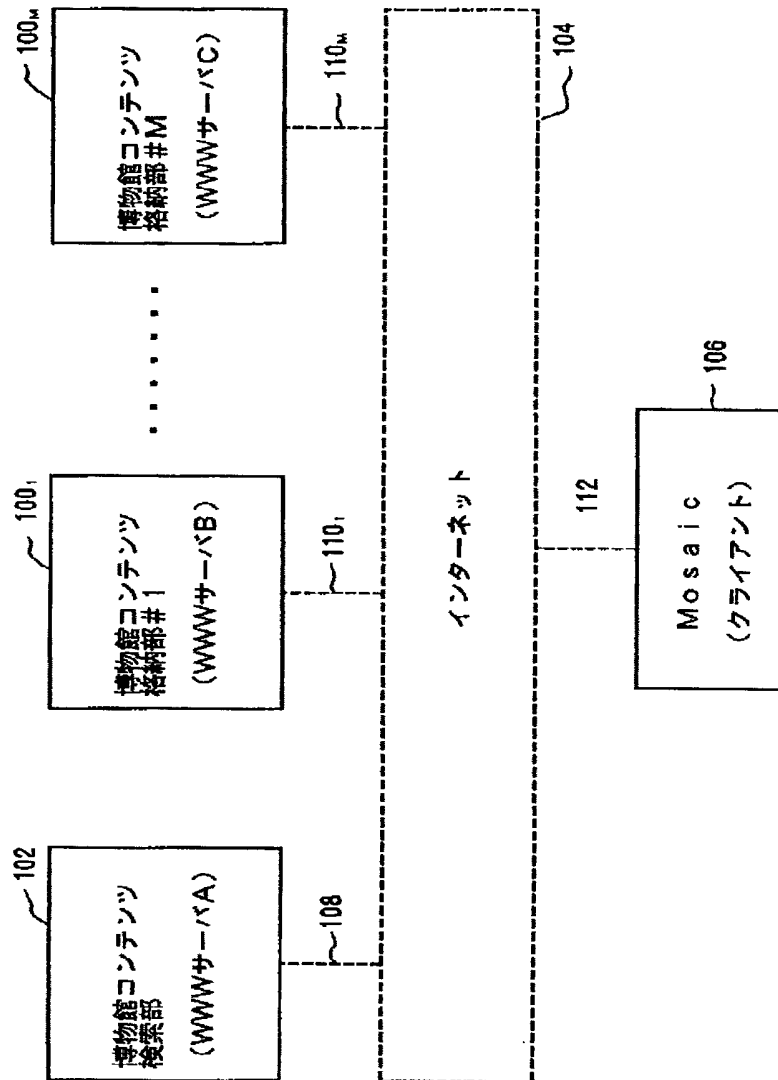 102
博物館コンテンツ
検索部
(WWWサーバA)
108
100₁
博物館コンテンツ
格納部#1
(WWWサーバB)
110₁
.......
100M
博物館コンテンツ
格納部#M
(WWWサーバC)
110M
インターネット
104
112
106
Mosaic
(クライアント)